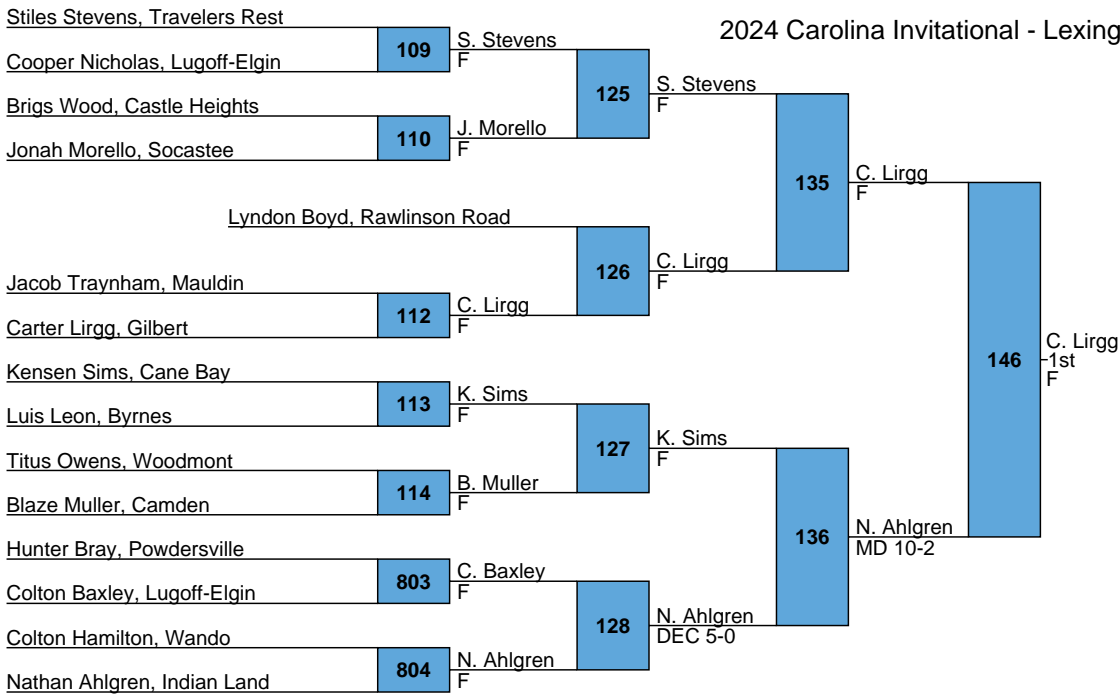 2024 Carolina Invitational - Lexing
Stiles Stevens, Travelers Rest
109
S. Stevens
F
Cooper Nicholas, Lugoff-Elgin
125
S. Stevens
F
Brigs Wood, Castle Heights
110
J. Morello
F
Jonah Morello, Socastee
135
C. Lirgg
F
Lyndon Boyd, Rawlinson Road
126
C. Lirgg
F
Jacob Traynham, Mauldin
112
C. Lirgg
F
Carter Lirgg, Gilbert
146
C. Lirgg
1st
F
Kensen Sims, Cane Bay
113
K. Sims
F
Luis Leon, Byrnes
127
K. Sims
F
Titus Owens, Woodmont
114
B. Muller
F
Blaze Muller, Camden
136
N. Ahlgren
MD 10-2
Hunter Bray, Powdersville
803
C. Baxley
F
Colton Baxley, Lugoff-Elgin
128
N. Ahlgren
DEC 5-0
Colton Hamilton, Wando
804
N. Ahlgren
F
Nathan Ahlgren, Indian Land